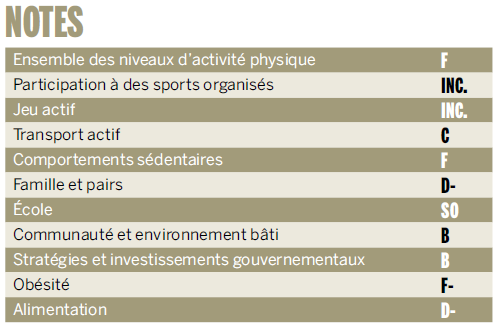 NOTES
Ensemble des niveaux d'activité physique F
Participation à des sports organisés INC.
Jeu actif INC.
Transport actif C
Comportements sédentaires F
Famille et pairs D-
École SO
Communauté et environnement bâti B
Stratégies et investissements gouvernementaux B
Obésité F-
Alimentation D-